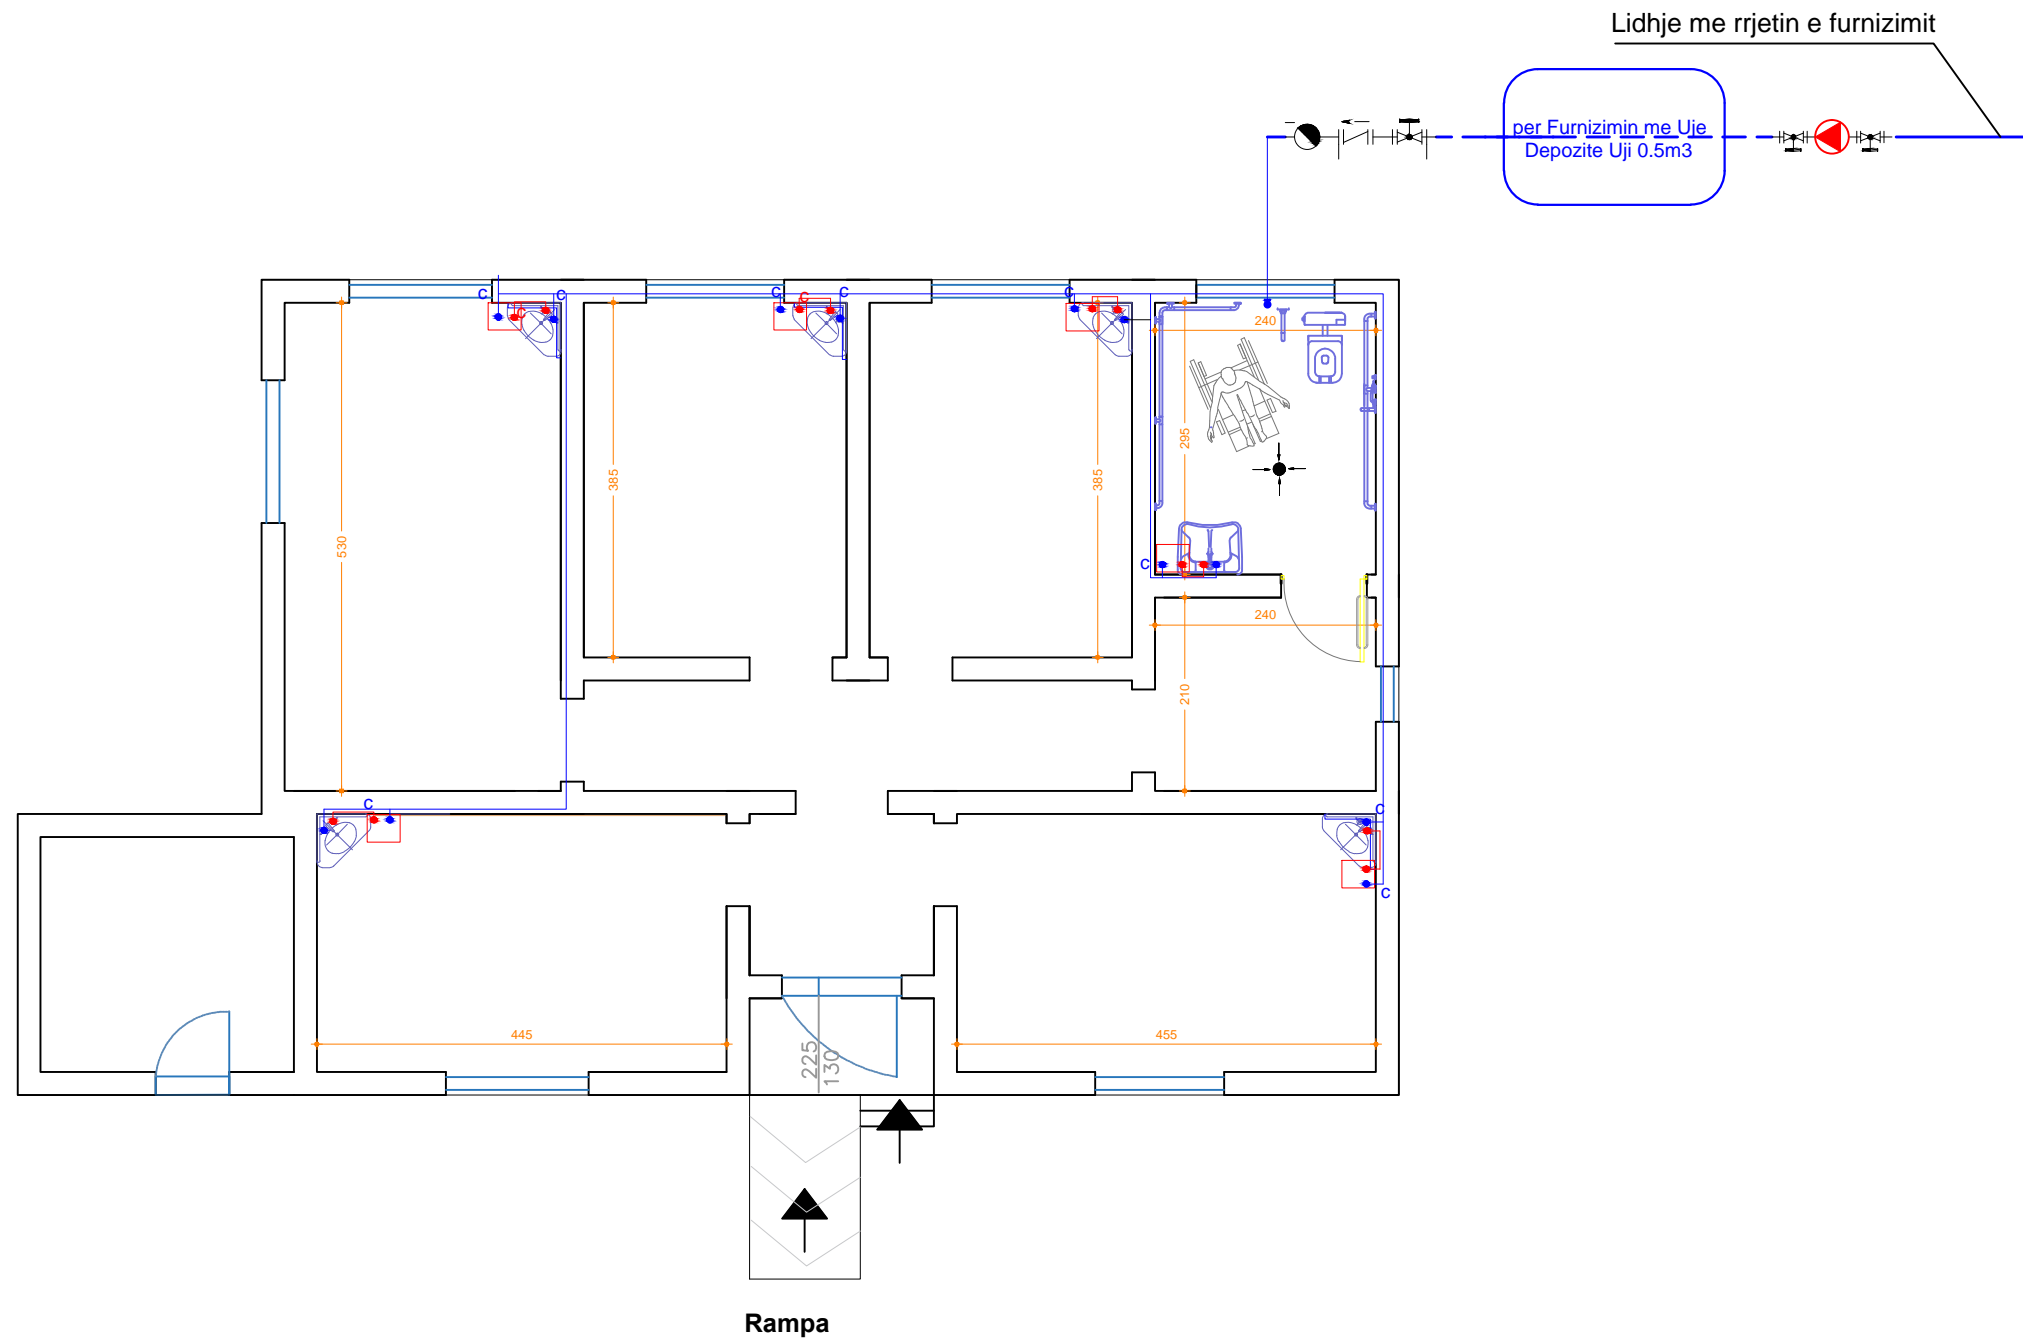 Lidhje me rrjetin e furnizimit
per Furnizimin me Uje
Depozite Uji 0.5m3
c
c
c
c
c
c
c
240
530
385
385
295
c
240
210
c
c
c
445
455
225
130
Rampa